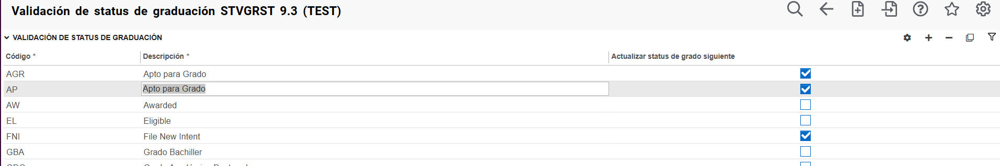 Validación de status de graduación STVGRST 9.3 (TEST)
VALIDACIÓN DE STATUS DE GRADUACIÓN
Código * Descripción * Actualizar status de grado siguiente
AGR Apto para Grado
AP Apto para Grado
AW Awarded
EL Eligible
FNI File New Intent
GBA Grado Bachiller